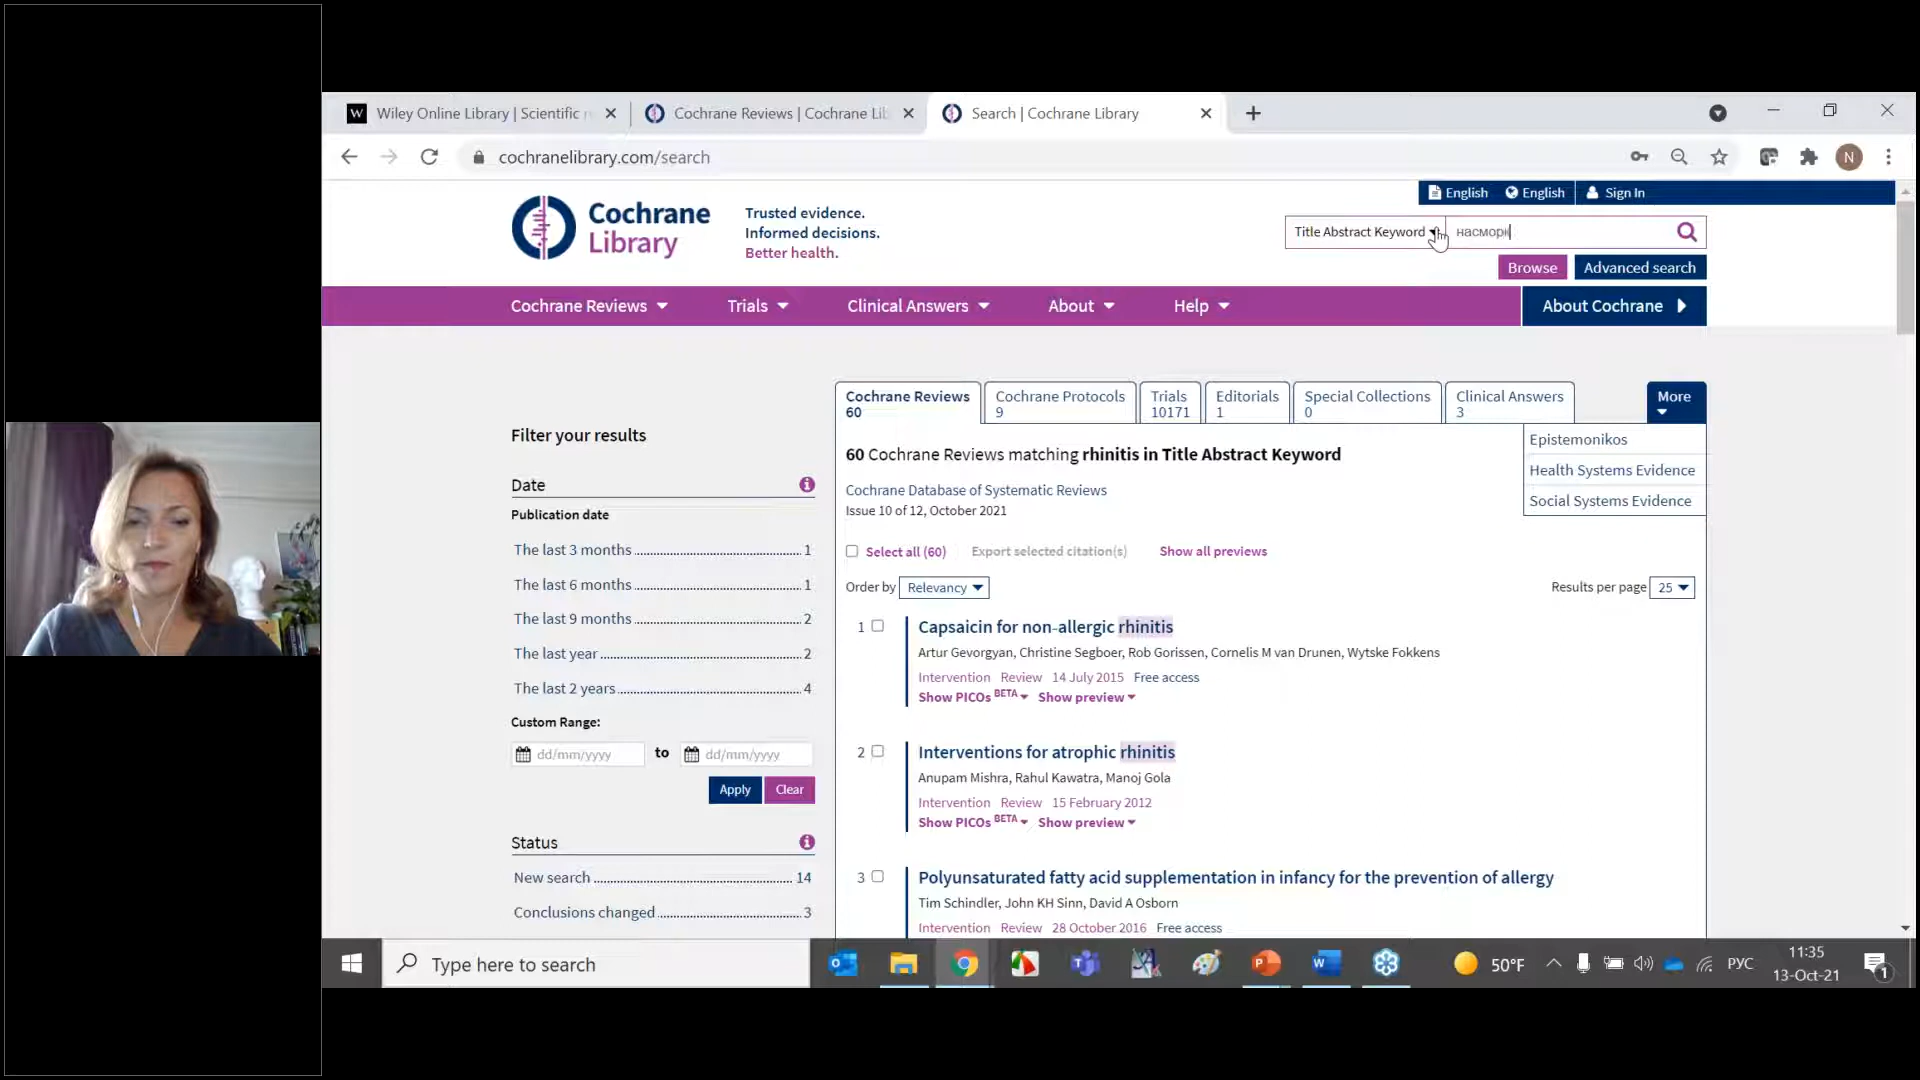 Wiley Online Library | Scientific
Cochrane Reviews | Cochrane Lib
Search | Cochrane Library
cochranelibrary.com/search
N
English
English
Sign In
Cochrane
Library
Trusted evidence.
Informed decisions.
Better health.
Title Abstract Keyword
насморк
Browse
Advanced search
Cochrane Reviews
Trials
Clinical Answers
About
Help
About Cochrane
Cochrane Reviews
60
Cochrane Protocols
9
Trials
10171
Editorials
1
Special Collections
0
Clinical Answers
3
More
Epistemonikos
Health Systems Evidence
Social Systems Evidence
Filter your results
Date
Publication date
The last 3 months 1
The last 6 months 1
The last 9 months 2
The last year 2
The last 2 years 4
Custom Range:
dd/mm/yyyy to dd/mm/yyyy
Apply Clear
Status
New search 14
Conclusions changed 3
60 Cochrane Reviews matching rhinitis in Title Abstract Keyword
Cochrane Database of Systematic Reviews
Issue 10 of 12, October 2021
Select all (60) Export selected citation(s) Show all previews
Order by Relevancy
Results per page 25
1 Capsaicin for non-allergic rhinitis
Artur Gevorgyan, Christine Segboer, Rob Gorissen, Cornelis M van Drunen, Wytske Fokkens
Intervention Review 14 July 2015 Free access
Show PICOs BETA Show preview
2 Interventions for atrophic rhinitis
Anupam Mishra, Rahul Kawatra, Manoj Gola
Intervention Review 15 February 2012
Show PICOs BETA Show preview
3 Polyunsaturated fatty acid supplementation in infancy for the prevention of allergy
Tim Schindler, John KH Sinn, David A Osborn
Intervention Review 28 October 2016 Free access
Type here to search
50°F
РУС
11:35
13-Oct-21
1